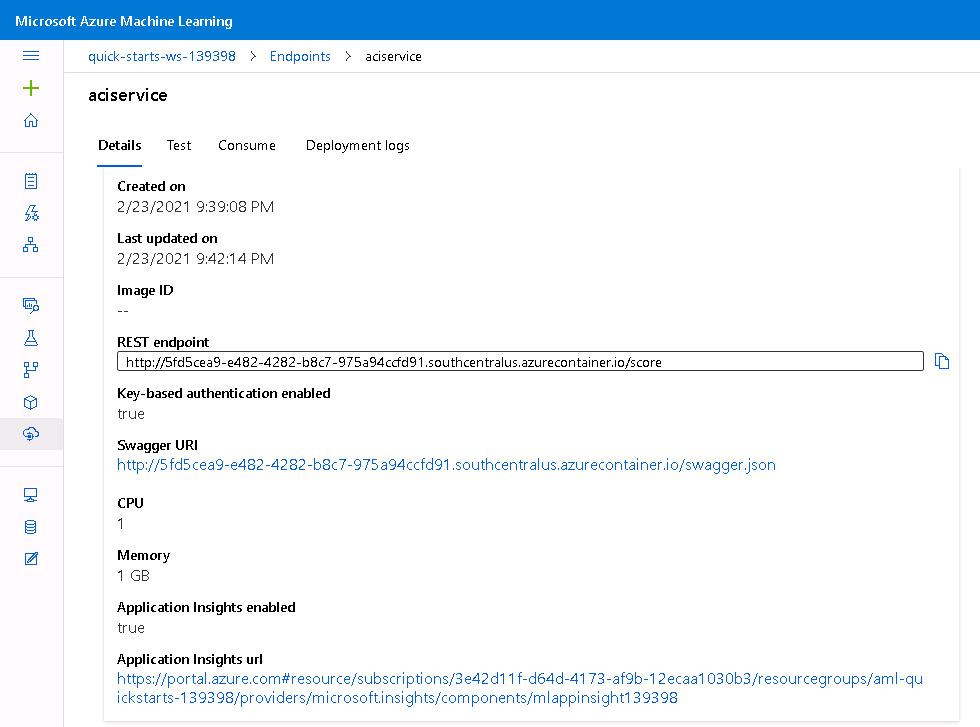 Microsoft Azure Machine Learning
quick-starts-ws-139398 > Endpoints > aciservice
aciservice
Details Test Consume Deployment logs
Created on
2/23/2021 9:39:08 PM
Last updated on
2/23/2021 9:42:14 PM
Image ID
--
REST endpoint
http://5fd5cea9-e482-4282-b8c7-975a94ccfd91.southcentralus.azurecontainer.io/score
Key-based authentication enabled
true
Swagger URI
http://5fd5cea9-e482-4282-b8c7-975a94ccfd91.southcentralus.azurecontainer.io/swagger.json
CPU
1
Memory
1 GB
Application Insights enabled
true
Application Insights url
https://portal.azure.com#resource/subscriptions/3e42d11f-d64d-4173-af9b-12ecaa1030b3/resourcegroups/aml-qu
ickstarts-139398/providers/microsoft.insights/components/mlappinsight139398